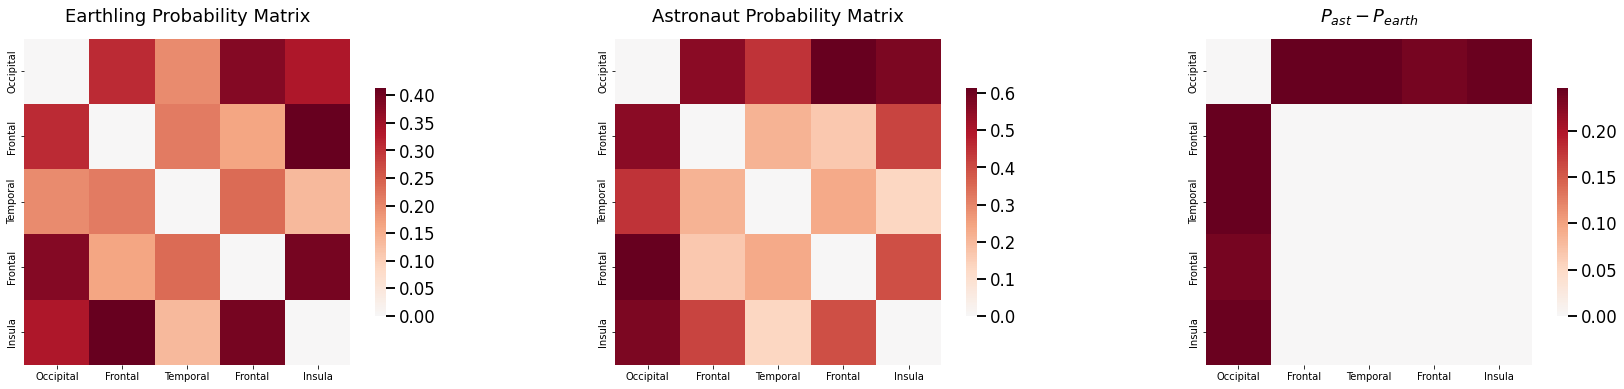 Earthling Probability Matrix
Occipital
Frontal
Temporal
Frontal
Insula
Occipital Frontal Temporal Frontal Insula
0.40
0.35
0.30
0.25
0.20
0.15
0.10
0.05
0.00
Astronaut Probability Matrix
Occipital
Frontal
Temporal
Frontal
Insula
Occipital Frontal Temporal Frontal Insula
0.6
0.5
0.4
0.3
0.2
0.1
0.0
P_ast − P_earth
Occipital
Frontal
Temporal
Frontal
Insula
Occipital Frontal Temporal Frontal Insula
0.20
0.15
0.10
0.05
0.00